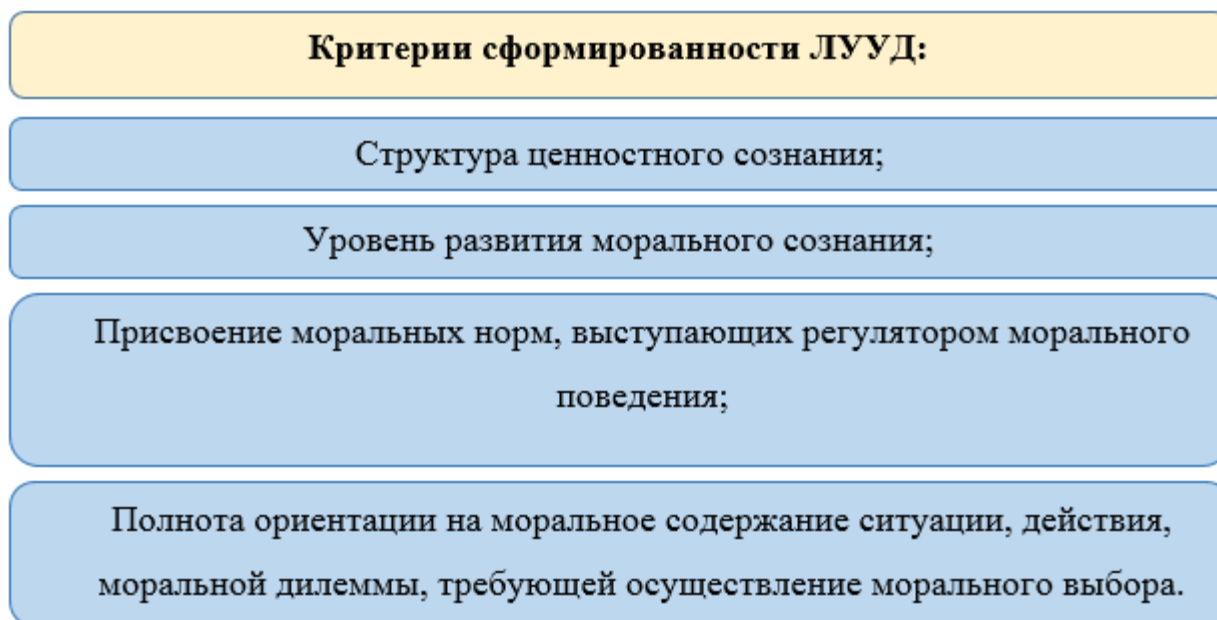 Критерии сформированности ЛУУД:
Структура ценностного сознания;
Уровень развития морального сознания;
Присвоение моральных норм, выступающих регулятором морального
поведения;
Полнота ориентации на моральное содержание ситуации, действия,
моральной дилеммы, требующей осуществление морального выбора.